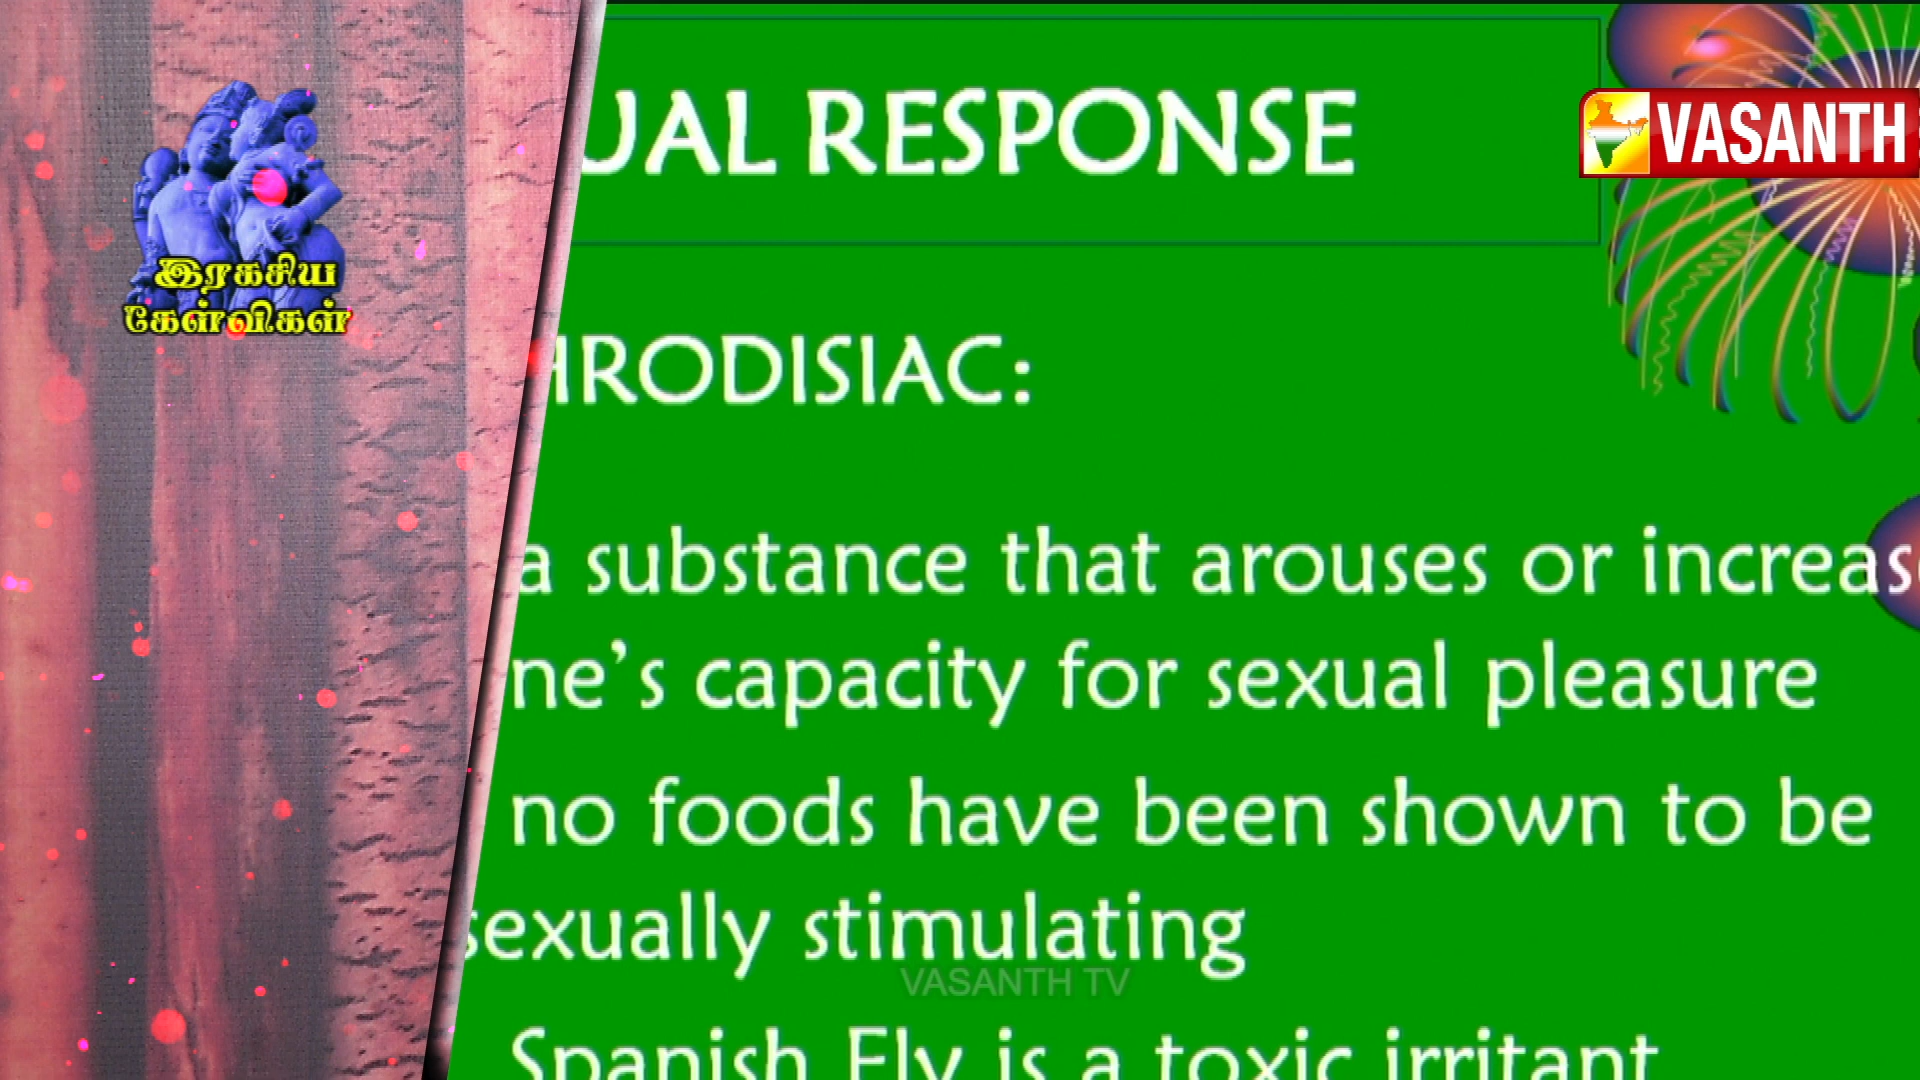 இரகசிய
கேள்விகள்
UAL RESPONSE
VASANTH
HRODISIAC:
a substance that arouses or increase
ne's capacity for sexual pleasure
no foods have been shown to be
sexually stimulating
VASANTH TV
Spanish Fly is a toxic irritant